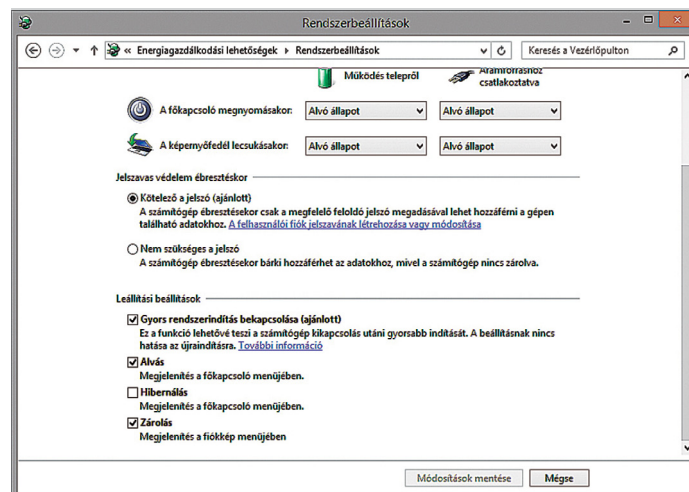 Rendszerbeállítások
« Energiagazdálkodási lehetőségek Rendszerbeállítások
Keresés a Vezérlőpulton
Működés telepről
Áramforráshoz
csatlakoztatva
A főkapcsoló megnyomásakor: Alvó állapot Alvó állapot
A képernyőfedél lecsukásakor: Alvó állapot Alvó állapot
Jelszavas védelem ébresztéskor
Kötelező a jelszó (ajánlott)
A számítógép ébresztésekor csak a megfelelő feloldó jelszó megadásával lehet hozzáférni a gépen
található adatokhoz. A felhasználói fiók jelszavának létrehozása vagy módosítása
Nem szükséges a jelszó
A számítógép ébresztésekor bárki hozzáférhet az adatokhoz, mivel a számítógép nincs zárolva.
Leállítási beállítások
Gyors rendszerindítás bekapcsolása (ajánlott)
Ez a funkció lehetővé teszi a számítógép kikapcsolás utáni gyorsabb indítását. A beállításnak nincs
hatása az újraindításra. További információ
Alvás
Megjelenítés a főkapcsoló menüjében.
Hibernálás
Megjelenítés a főkapcsoló menüjében.
Zárolás
Megjelenítés a fiókkép menüjében
Módosítások mentése Mégse